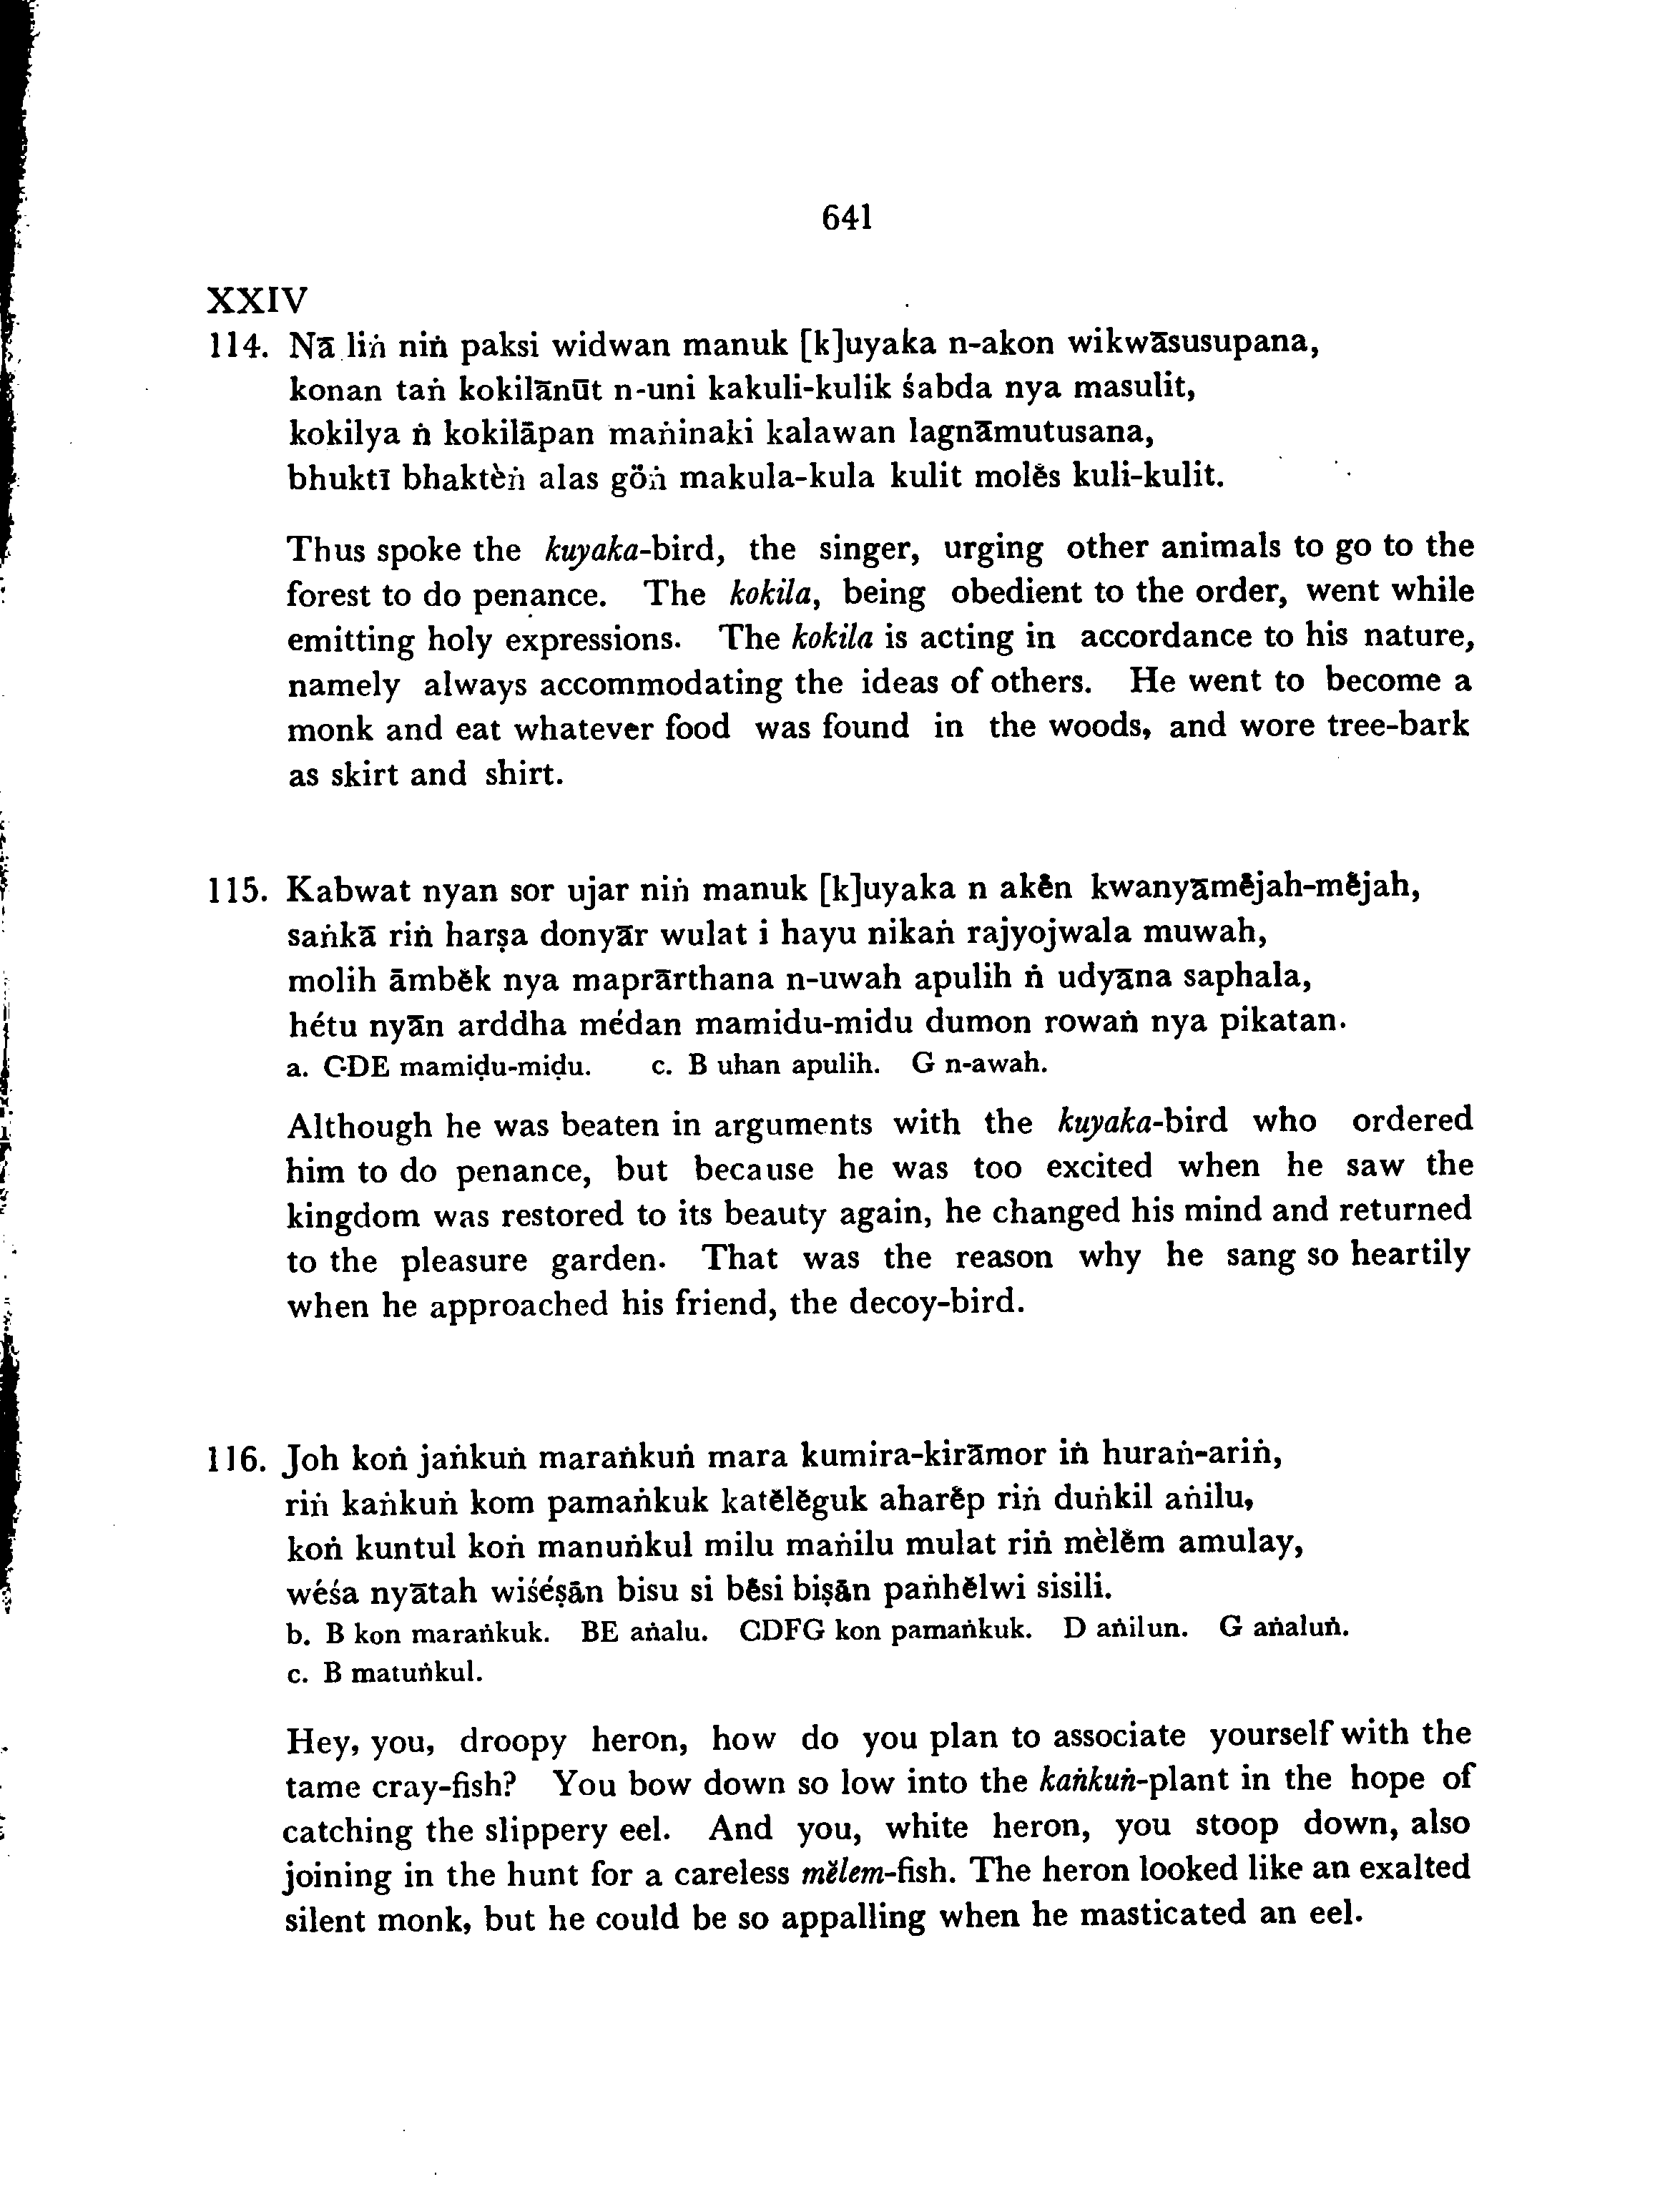 641
XXIV
114. Nā liṅ niṅ paksi widwan manuk [k]uyaka n-akon wikwāsusupana,
konan taṅ kokilānūt n-uni kakuli-kulik śabda nya masulit,
kokilya ṅ kokilāpan maṅinaki kalawan lagnāmutusana,
bhuktī bhaktèṅ alas göṅ makula-kula kulit molĕs kuli-kulit.
Thus spoke the kuyaka-bird, the singer, urging other animals to go to the
forest to do penance. The kokila, being obedient to the order, went while
emitting holy expressions. The kokila is acting in accordance to his nature,
namely always accommodating the ideas of others. He went to become a
monk and eat whatever food was found in the woods, and wore tree-bark
as skirt and shirt.
115. Kabwat nyan sor ujar niṅ manuk [k]uyaka n akĕn kwanyāmĕjah-mĕjah,
saṅkā riṅ harṣa donyār wulat i hayu nikaṅ rajyojwala muwah,
molih āmbĕk nya maprārthana n-uwah apulih ṅ udyāna saphala,
hétu nyān arddha médan mamidu-midu dumon rowaṅ nya pikatan.
a. CDE mamiḍu-miḍu. c. B uhan apulih. G n-awah.
Although he was beaten in arguments with the kuyaka-bird who ordered
him to do penance, but because he was too excited when he saw the
kingdom was restored to its beauty again, he changed his mind and returned
to the pleasure garden. That was the reason why he sang so heartily
when he approached his friend, the decoy-bird.
116. Joh koṅ jaṅkuṅ maraṅkuṅ mara kumira-kirāmor iṅ huraṅ-ariṅ,
riṅ kaṅkuṅ kom pamaṅkuk katĕlĕguk aharĕp riṅ duṅkil aṅilu,
koṅ kuntul koṅ manuṅkul milu maṅilu mulat riṅ mèlĕm amulay,
wéśa nyātah wiśéṣān bisu si bĕsi biṣān paṅhĕlwi sisili.
b. B kon maraṅkuk. BE aṅalu. CDFG kon pamaṅkuk. D aṅilun. G aṅaluṅ.
c. B matuṅkul.
Hey, you, droopy heron, how do you plan to associate yourself with the
tame cray-fish? You bow down so low into the kaṅkuṅ-plant in the hope of
catching the slippery eel. And you, white heron, you stoop down, also
joining in the hunt for a careless mĕlem-fish. The heron looked like an exalted
silent monk, but he could be so appalling when he masticated an eel.